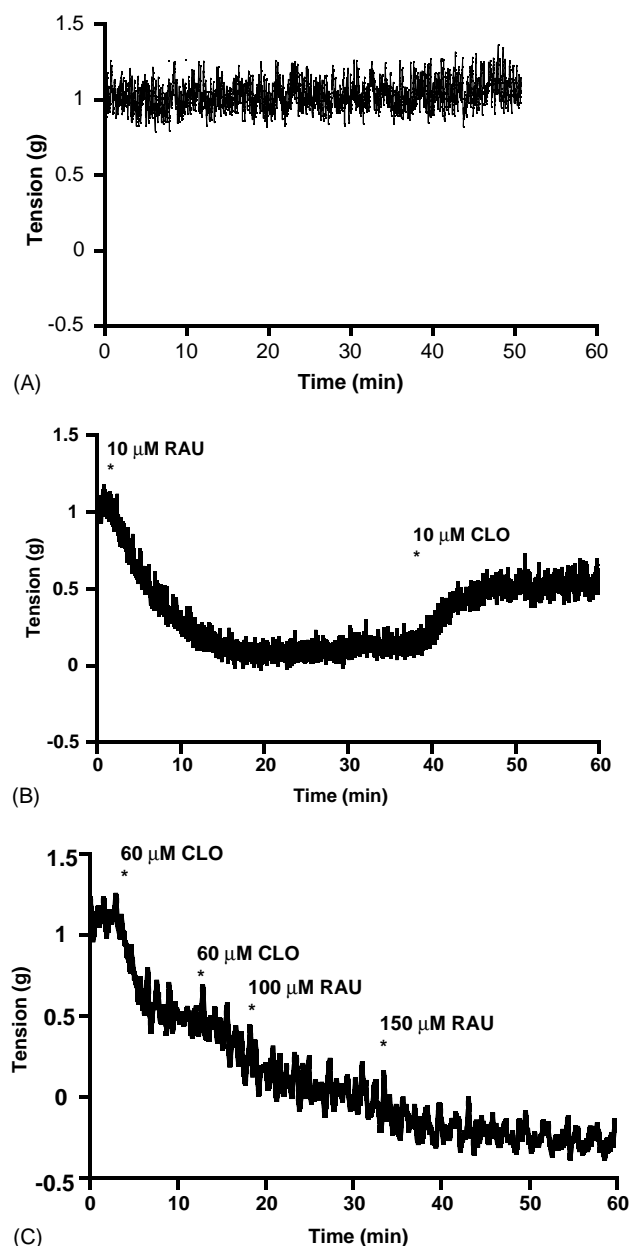 1.5
1
0.5
0
-0.5
Tension (g)
0 10 20 30 40 50 60
Time (min)
(A)
1.5
10 μM RAU
*
1
10 μM CLO
*
0.5
0
-0.5
Tension (g)
0 10 20 30 40 50 60
Time (min)
(B)
1.5
60 μM CLO
*
1
60 μM CLO
*
100 μM RAU
*
0.5
150 μM RAU
*
0
-0.5
Tension (g)
0 10 20 30 40 50 60
Time (min)
(C)